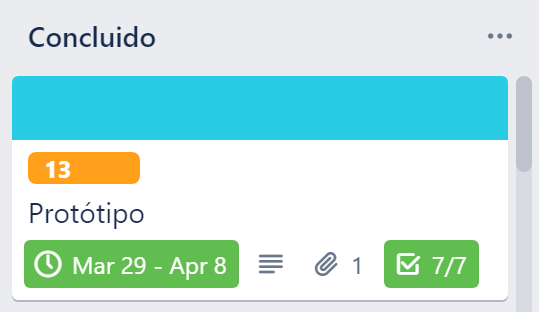 Concluido
13
Protótipo
Mar 29 - Apr 8 1 7/7